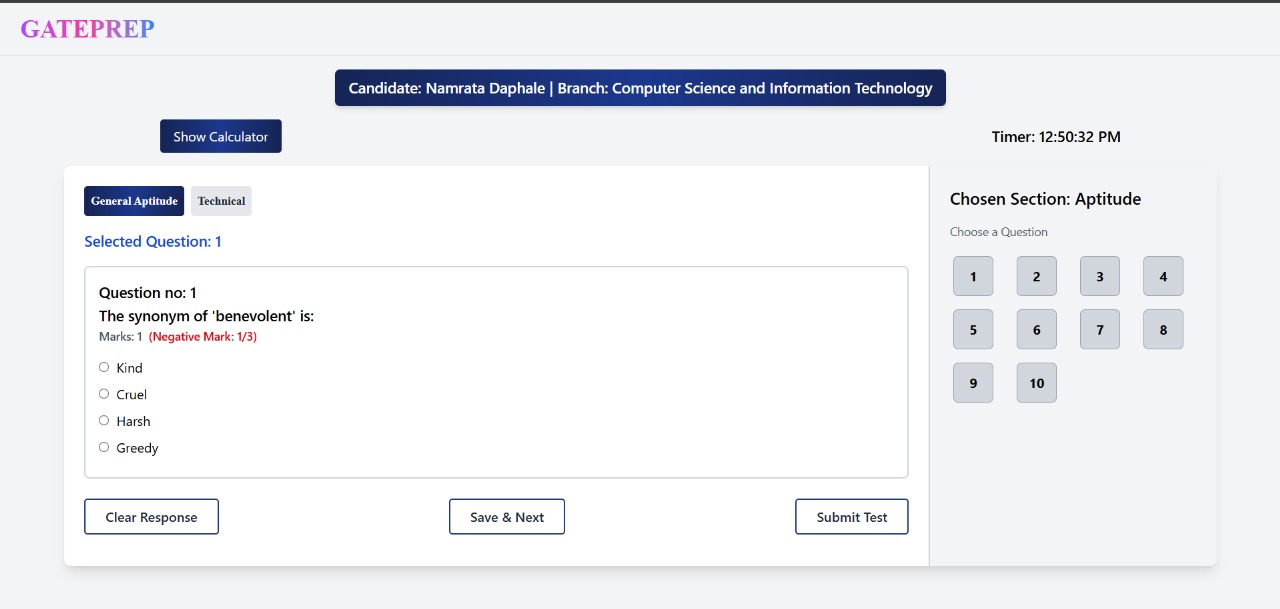 GATEPREP
Candidate: Namrata Daphale | Branch: Computer Science and Information Technology
Show Calculator
Timer: 12:50:32 PM
General Aptitude
Technical
Selected Question: 1
Question no: 1
The synonym of 'benevolent' is:
Marks: 1 (Negative Mark: 1/3)
Kind
Cruel
Harsh
Greedy
Clear Response
Save & Next
Submit Test
Chosen Section: Aptitude
Choose a Question
1 2 3 4
5 6 7 8
9 10